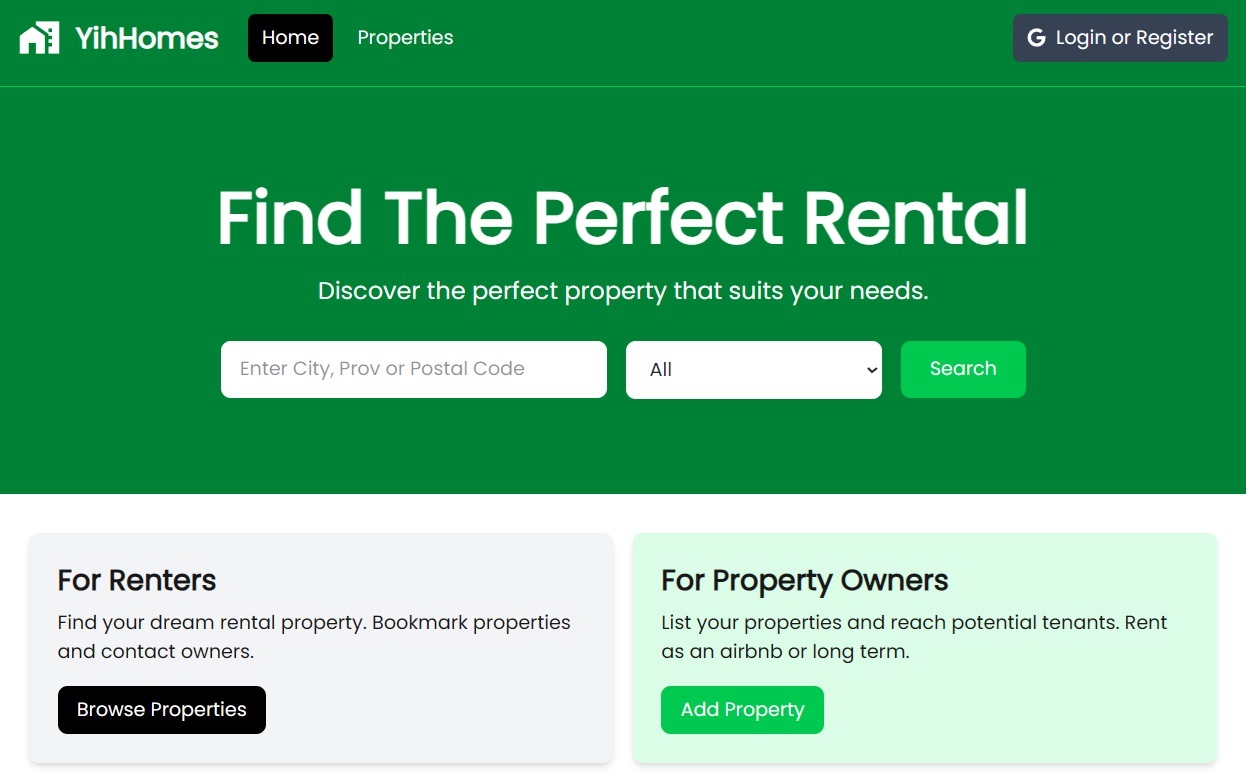 YihHomes Home Properties Login or Register
Find The Perfect Rental
Discover the perfect property that suits your needs.
Enter City, Prov or Postal Code All Search
For Renters
Find your dream rental property. Bookmark properties
and contact owners.
Browse Properties
For Property Owners
List your properties and reach potential tenants. Rent
as an airbnb or long term.
Add Property